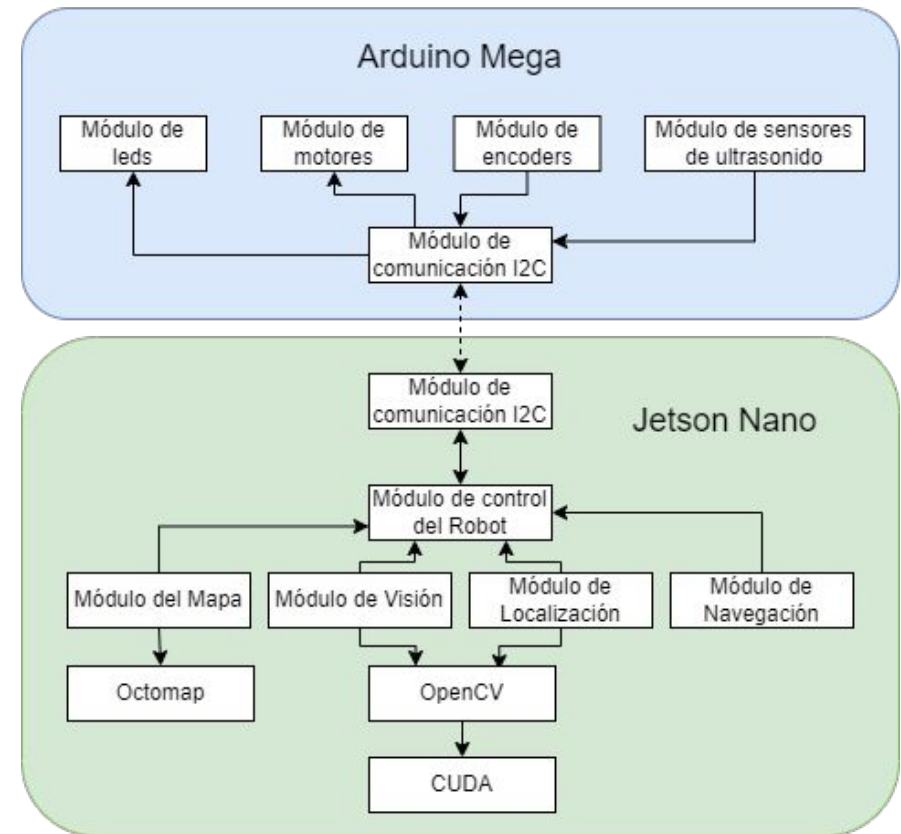 Arduino Mega
Módulo de
leds
Módulo de
motores
Módulo de
encoders
Módulo de sensores
de ultrasonido
Módulo de
comunicación I2C
Módulo de
comunicación I2C
Jetson Nano
Módulo de control
del Robot
Módulo del Mapa
Módulo de Visión
Módulo de
Localización
Módulo de
Navegación
Octomap
OpenCV
CUDA